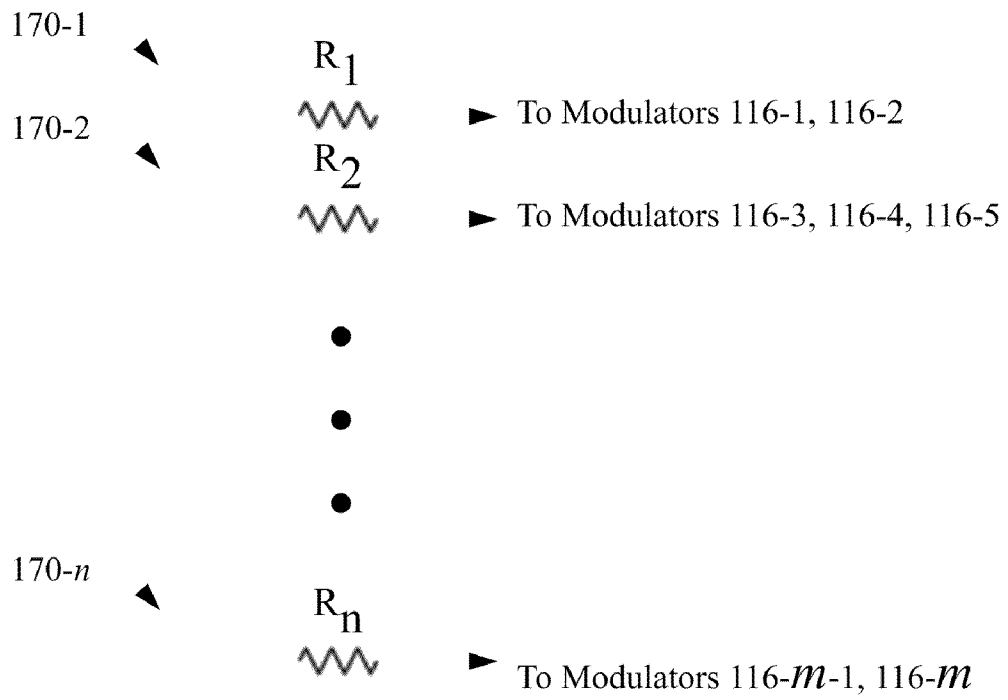 170-1
R1
To Modulators 116-1, 116-2
170-2
R2
To Modulators 116-3, 116-4, 116-5
170-n
Rn
To Modulators 116-m-1, 116-m